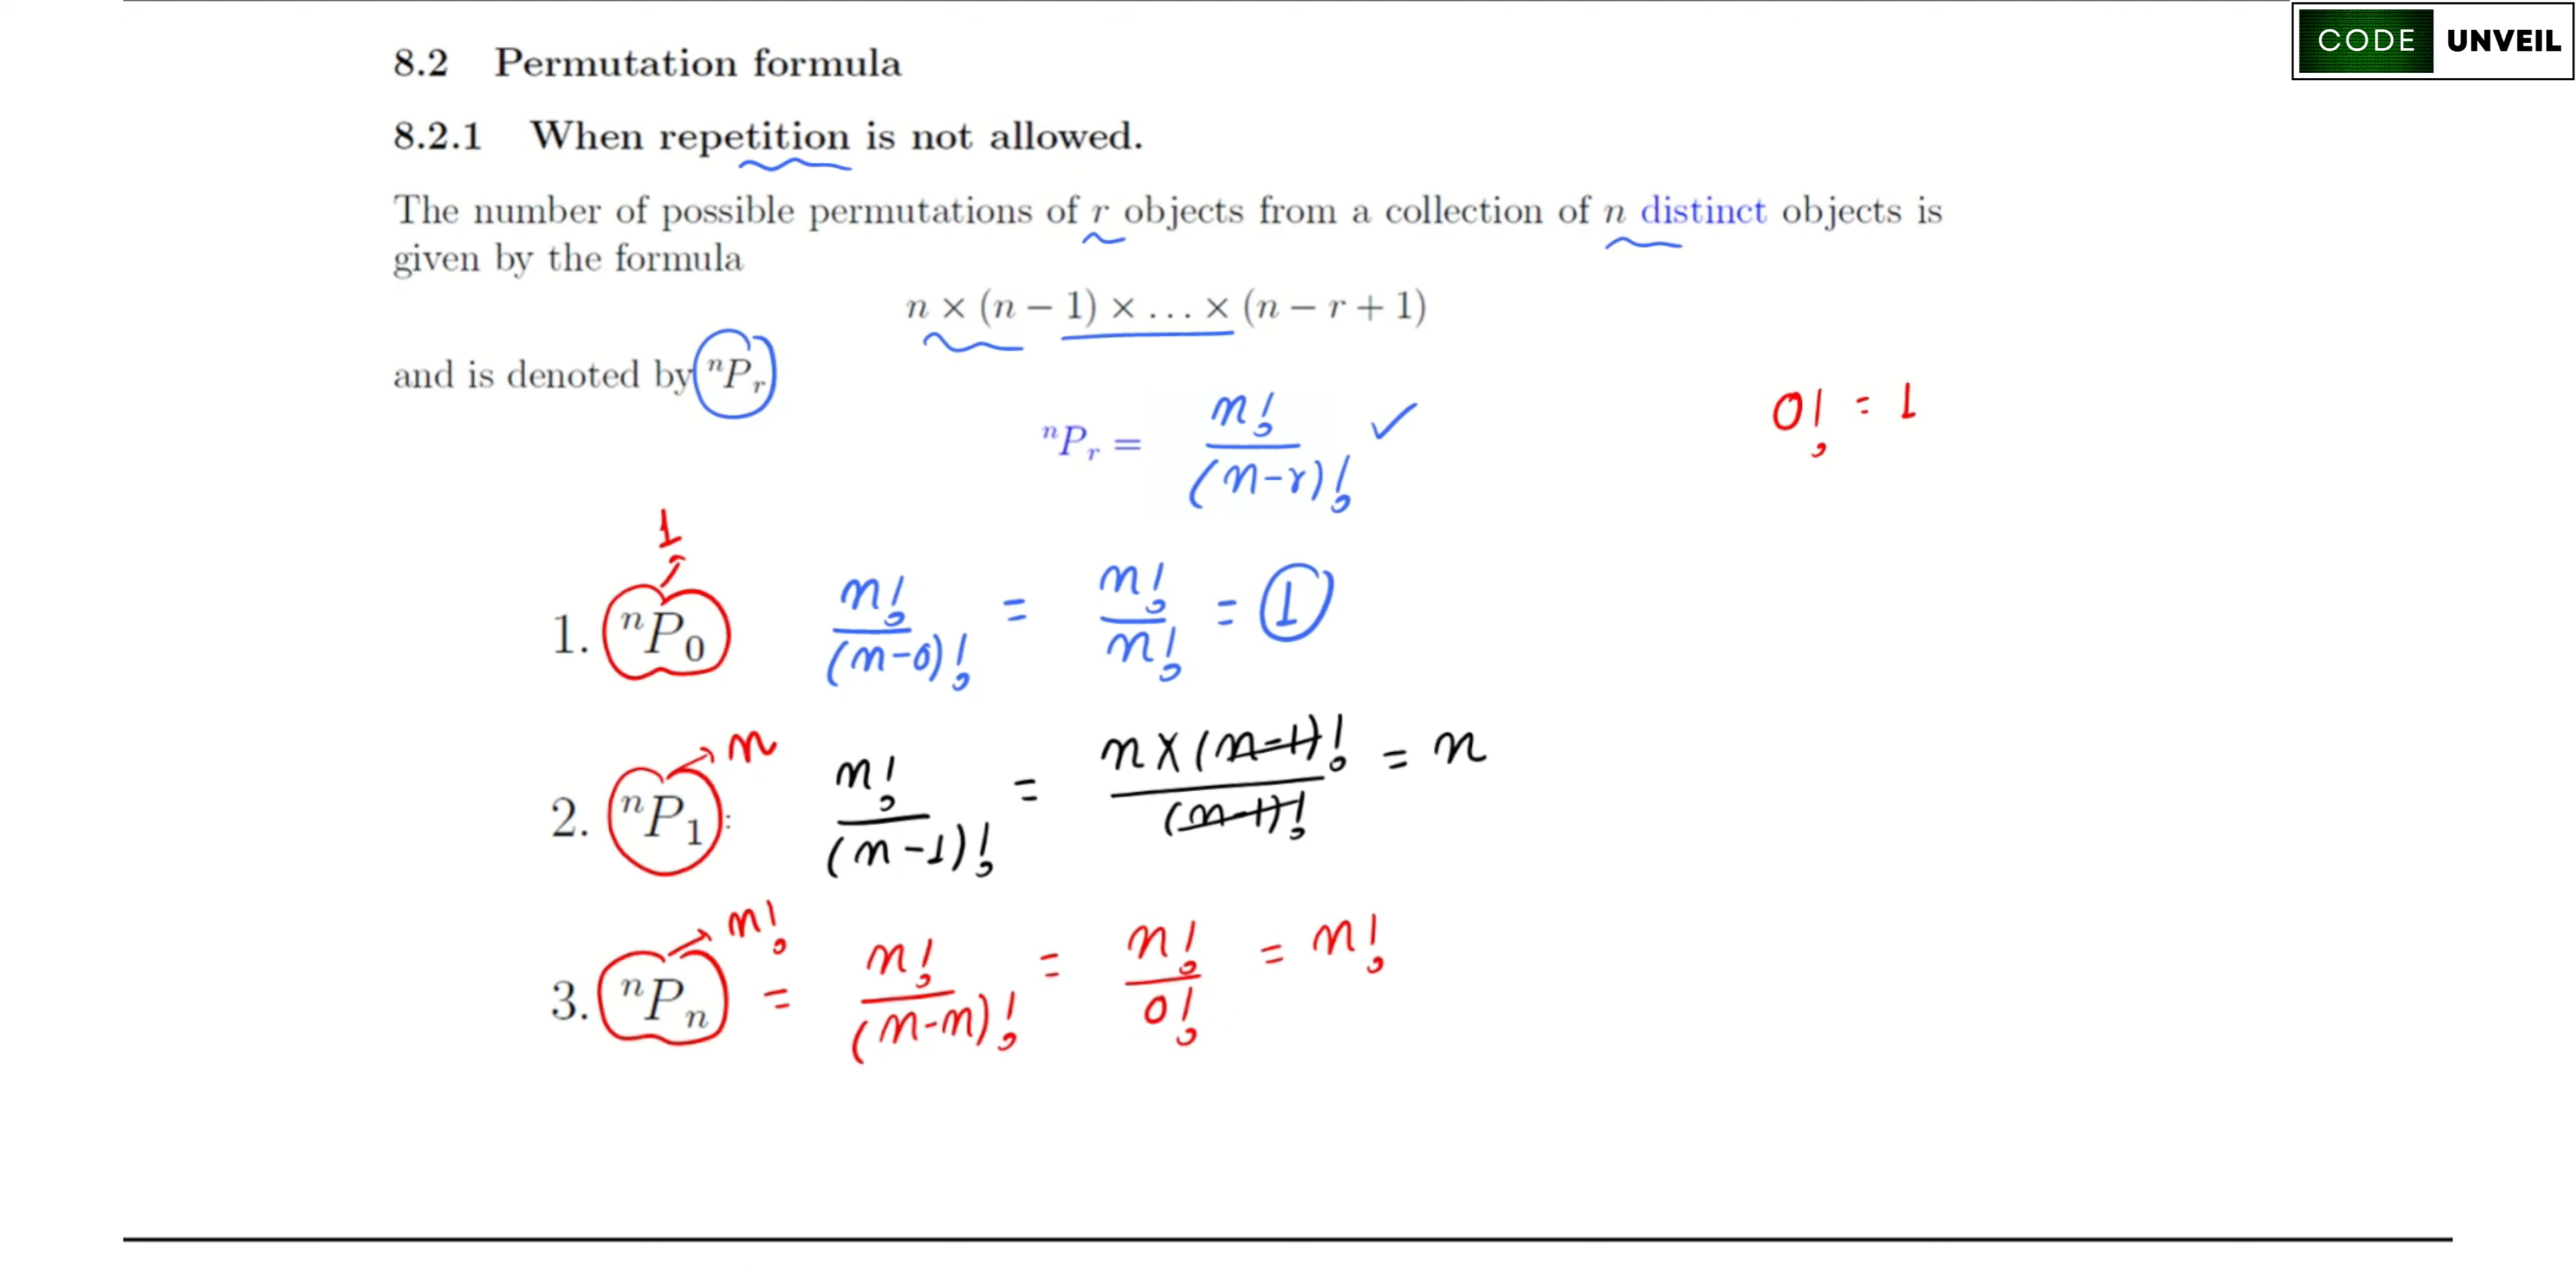 CODE UNVEIL
8.2 Permutation formula
8.2.1 When repetition is not allowed.
The number of possible permutations of r objects from a collection of n distinct objects is
given by the formula
n × (n − 1) × . . . × (n − r + 1)
and is denoted by ⁿPᵣ
ⁿPᵣ = n! / (n-r)! ✓
0! = 1
1
1. ⁿP₀ n! / (n-0)! = n! / n! = 1
n
2. ⁿP₁ : n! / (n-1)! = n × (n-1)! / (n-1)! = n
n!
3. ⁿPₙ = n! / (n-n)! = n! / 0! = n!